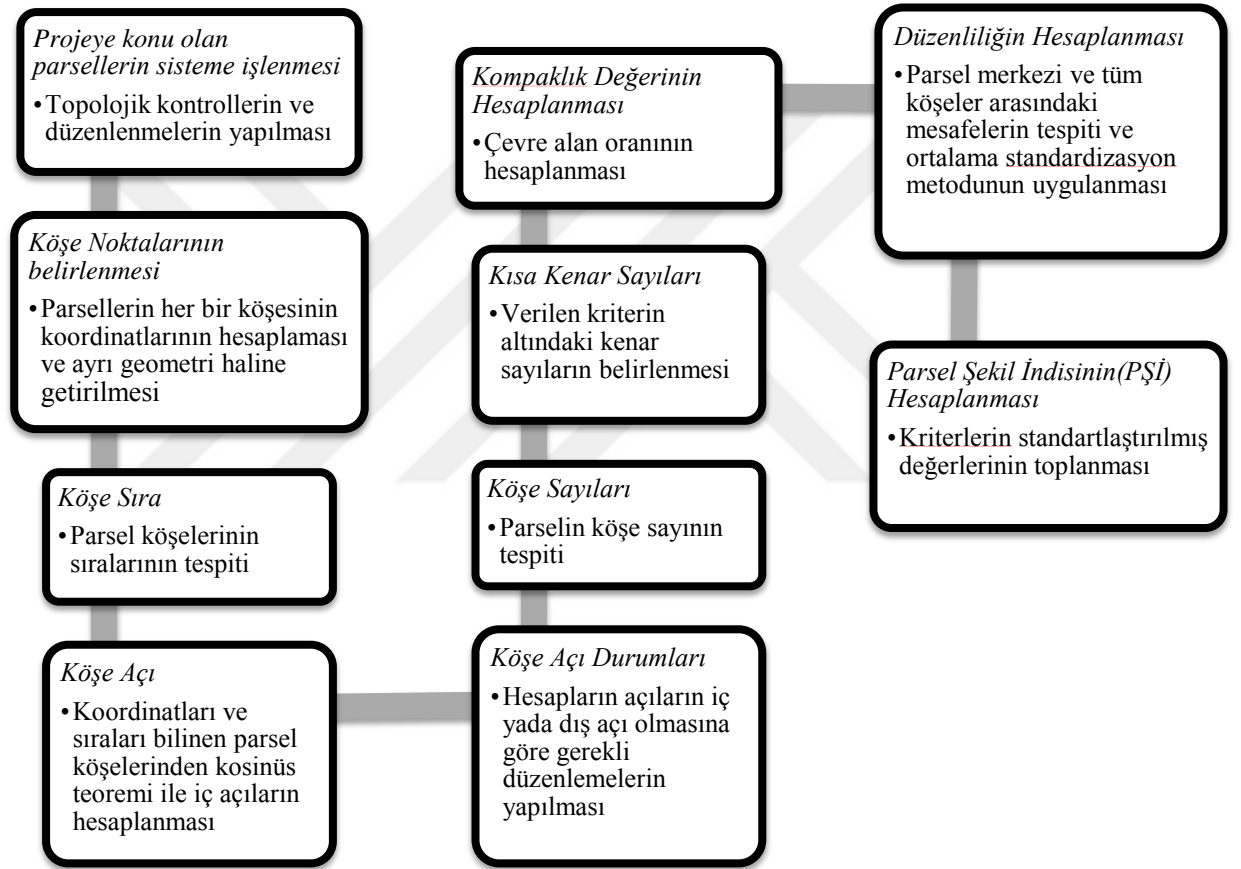 Projeye konu olan
parsellerin sisteme işlenmesi
•Topolojik kontrollerin ve
düzenlenmelerin yapılması
Köşe Noktalarının
belirlenmesi
•Parsellerin her bir köşesinin
koordinatlarının hesaplaması
ve ayrı geometri haline
getirilmesi
Köşe Sıra
•Parsel köşelerinin
sıralarının tespiti
Köşe Açı
•Koordinatları ve
sıraları bilinen parsel
köşelerinden kosinüs
teoremi ile iç açıların
hesaplanması
Köşe Açı Durumları
•Hesapların açıların iç
yada dış açı olmasına
göre gerekli
düzenlemelerin
yapılması
Köşe Sayıları
•Parselin köşe sayının
tespiti
Kısa Kenar Sayıları
•Verilen kriterin
altındaki kenar
sayıların belirlenmesi
Kompaklık Değerinin
Hesaplanması
•Çevre alan oranının
hesaplanması
Düzenliliğin Hesaplanması
•Parsel merkezi ve tüm
köşeler arasındaki
mesafelerin tespiti ve
ortalama standardizasyon
metodunun uygulanması
Parsel Şekil İndisinin(PŞİ)
Hesaplanması
•Kriterlerin standartlaştırılmış
değerlerinin toplanması